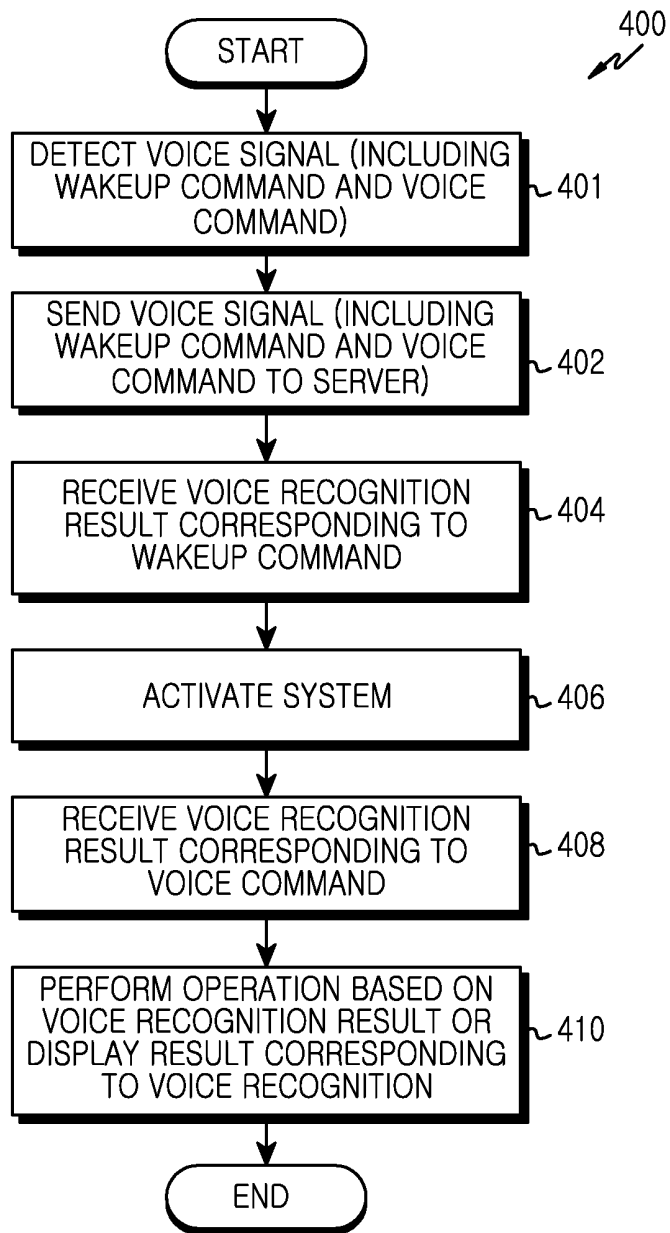 400
START
DETECT VOICE SIGNAL (INCLUDING
WAKEUP COMMAND AND VOICE
COMMAND)
401
SEND VOICE SIGNAL (INCLUDING
WAKEUP COMMAND AND VOICE
COMMAND TO SERVER)
402
RECEIVE VOICE RECOGNITION
RESULT CORRESPONDING TO
WAKEUP COMMAND
404
ACTIVATE SYSTEM
406
RECEIVE VOICE RECOGNITION
RESULT CORRESPONDING TO
VOICE COMMAND
408
PERFORM OPERATION BASED ON
VOICE RECOGNITION RESULT OR
DISPLAY RESULT CORRESPONDING
TO VOICE RECOGNITION
410
END